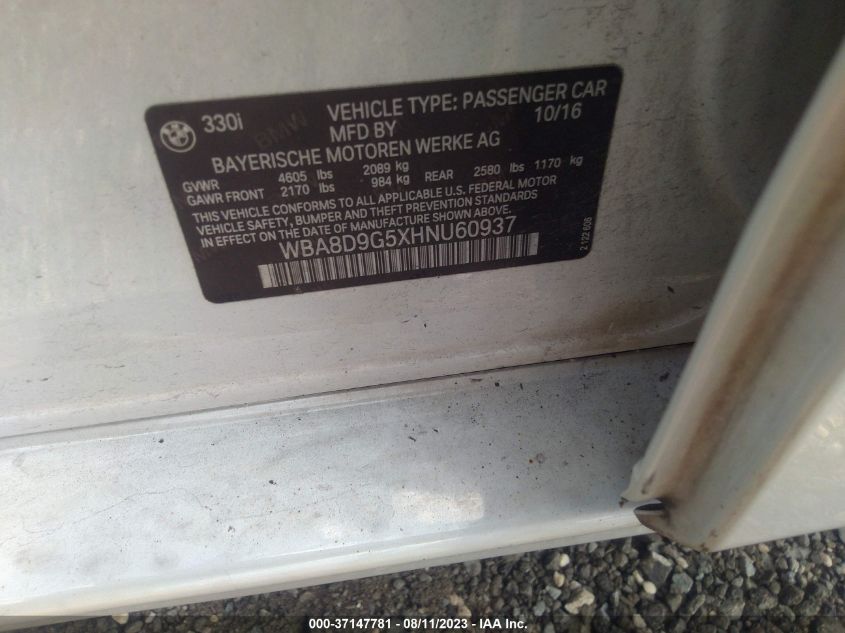 330i VEHICLE TYPE: PASSENGER CAR
MFD BY 10/16
BAYERISCHE MOTOREN WERKE AG
GVWR 4605 lbs 2089 kg
GAWR FRONT 2170 lbs 984 kg REAR 2580 lbs 1170 kg
THIS VEHICLE CONFORMS TO ALL APPLICABLE U.S. FEDERAL MOTOR
VEHICLE SAFETY, BUMPER AND THEFT PREVENTION STANDARDS
IN EFFECT ON THE DATE OF MANUFACTURE SHOWN ABOVE.
WBA8D9G5XHNU60937
2 122 608
000-37147781 - 08/11/2023 - IAA